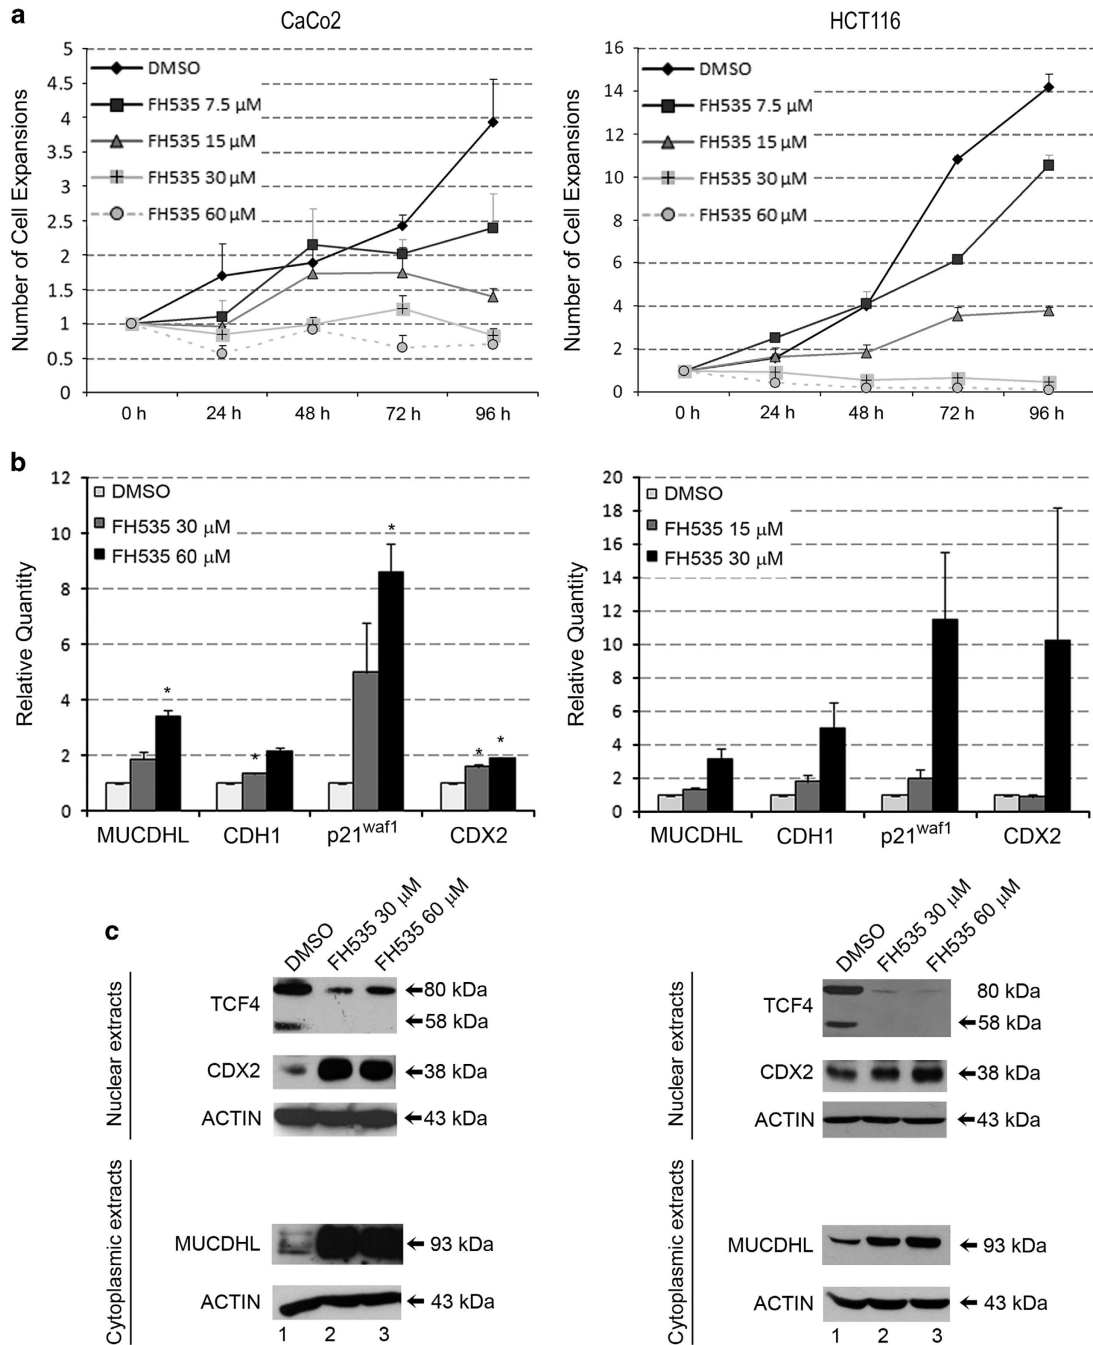 a
CaCo2
Number of Cell Expansions
5
4.5
4
3.5
3
2.5
2
1.5
1
0.5
0
DMSO
FH535 7.5 μM
FH535 15 μM
FH535 30 μM
FH535 60 μM
0 h 24 h 48 h 72 h 96 h
HCT116
Number of Cell Expansions
16
14
12
10
8
6
4
2
0
DMSO
FH535 7.5 μM
FH535 15 μM
FH535 30 μM
FH535 60 μM
0 h 24 h 48 h 72 h 96 h
b
Relative Quantity
12
10
8
6
4
2
0
DMSO
FH535 30 μM
FH535 60 μM
*
*
*
*
*
MUCDHL CDH1 p21waf1 CDX2
Relative Quantity
20
18
16
14
12
10
8
6
4
2
0
DMSO
FH535 15 μM
FH535 30 μM
MUCDHL CDH1 p21waf1 CDX2
c
DMSO
FH535 30 μM
FH535 60 μM
Nuclear extracts
TCF4
←80 kDa
←58 kDa
CDX2 ←38 kDa
ACTIN ←43 kDa
Cytoplasmic extracts
MUCDHL ← 93 kDa
ACTIN ← 43 kDa
1 2 3
DMSO
FH535 30 μM
FH535 60 μM
Nuclear extracts
TCF4
80 kDa
←58 kDa
CDX2 ←38 kDa
ACTIN ←43 kDa
Cytoplasmic extracts
MUCDHL ← 93 kDa
ACTIN ← 43 kDa
1 2 3